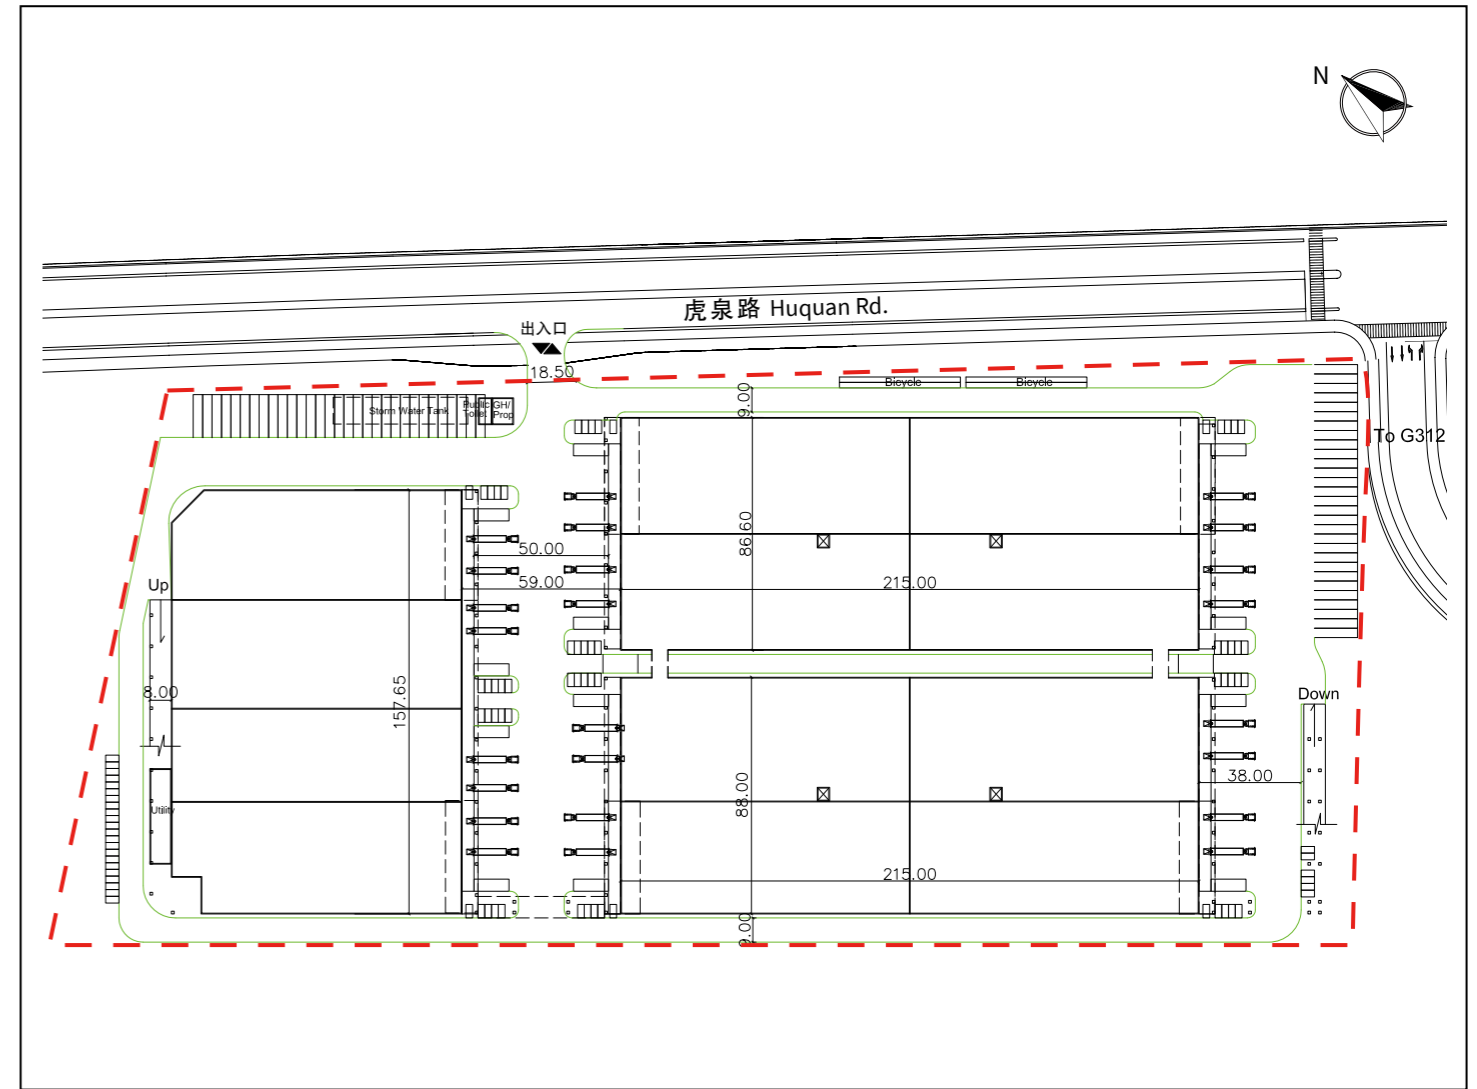 N
虎泉路 Huquan Rd.
出入口
18.50
Bicycle
Bicycle
9.00
Storm Water Tank
Public
Toilet
GH/
Prop
To G312
86.60
50.00
59.00
215.00
Up
8.00
157.65
Down
38.00
88.00
Utility
215.00
9.00